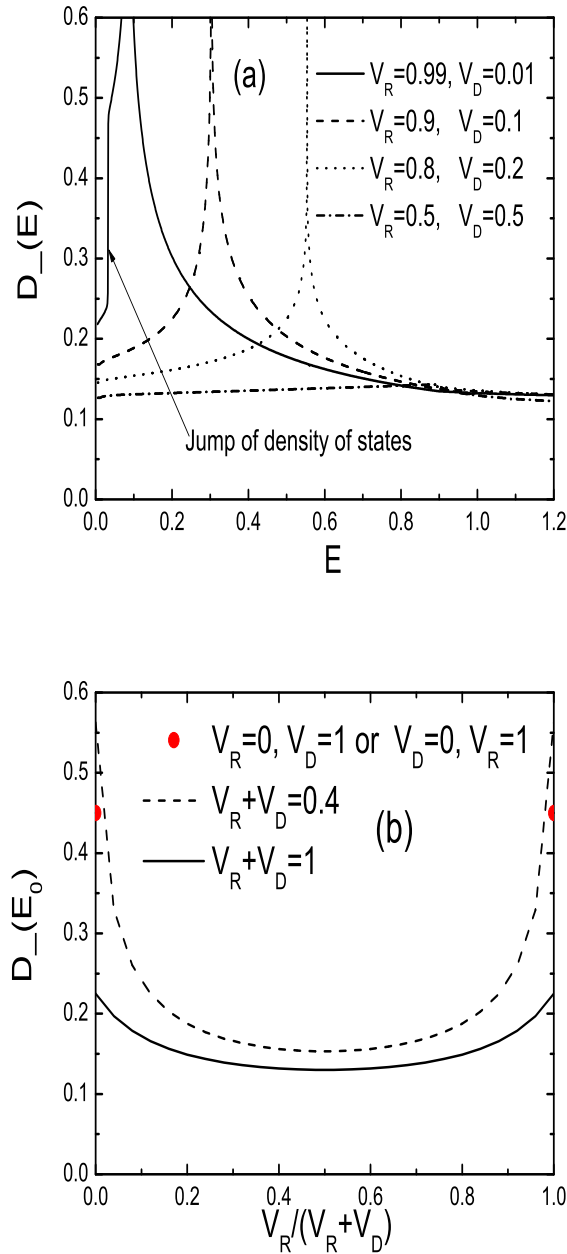 0.6
(a)
V_R=0.99, V_D=0.01
0.5
V_R=0.9, V_D=0.1
V_R=0.8, V_D=0.2
0.4
V_R=0.5, V_D=0.5
D_(E)
0.3
0.2
0.1
Jump of density of states
0.0
0.0 0.2 0.4 0.6 0.8 1.0 1.2
E
0.6
V_R=0, V_D=1 or V_D=0, V_R=1
0.5
V_R+V_D=0.4
(b)
0.4
V_R+V_D=1
D_(E_0)
0.3
0.2
0.1
0.0
0.0 0.2 0.4 0.6 0.8 1.0
V_R/(V_R+V_D)